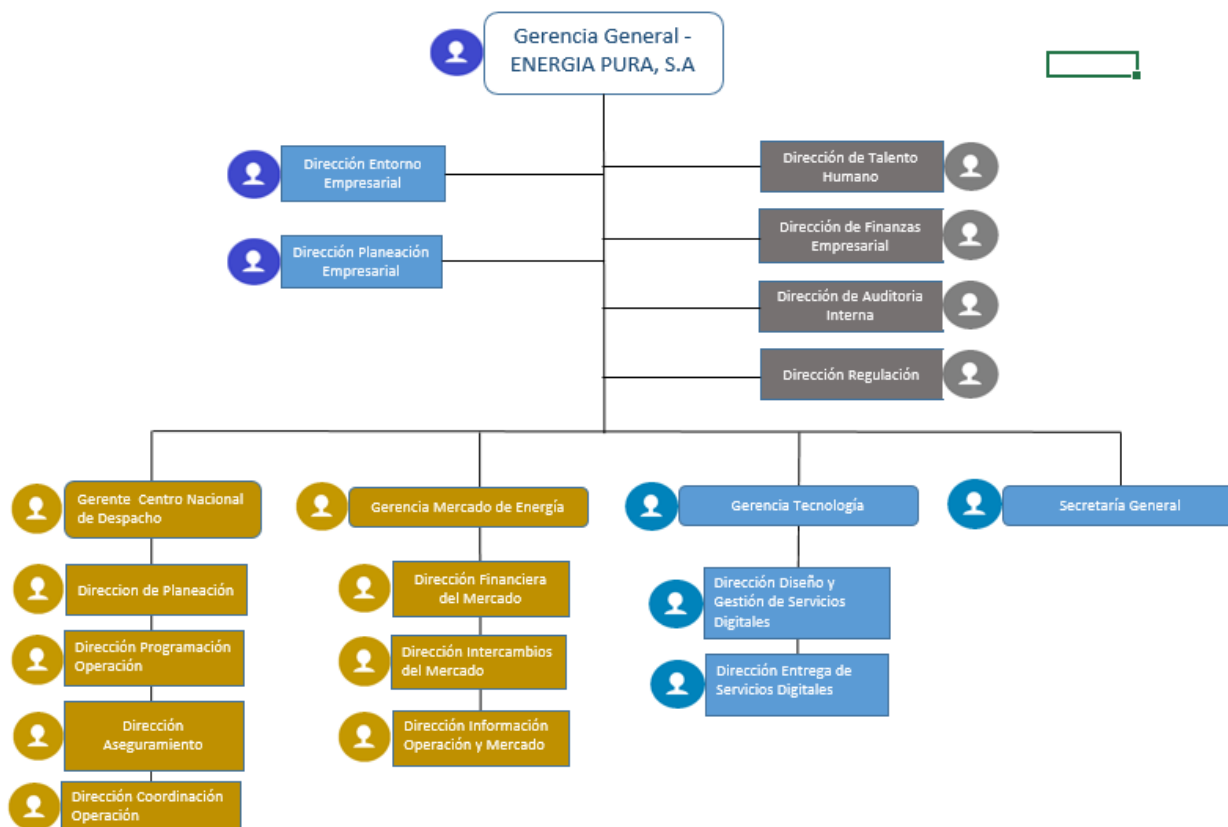 Gerencia General -
ENERGIA PURA, S.A
Dirección Entorno
Empresarial
Dirección Planeación
Empresarial
Dirección de Talento
Humano
Dirección de Finanzas
Empresarial
Dirección de Auditoria
Interna
Dirección Regulación
Gerente Centro Nacional
de Despacho
Direccion de Planeación
Dirección Programación
Operación
Dirección
Aseguramiento
Dirección Coordinación
Operación
Gerencia Mercado de Energía
Dirección Financiera
del Mercado
Dirección Intercambios
del Mercado
Dirección Información
Operación y Mercado
Gerencia Tecnología
Dirección Diseño y
Gestión de Servicios
Digitales
Dirección Entrega de
Servicios Digitales
Secretaría General